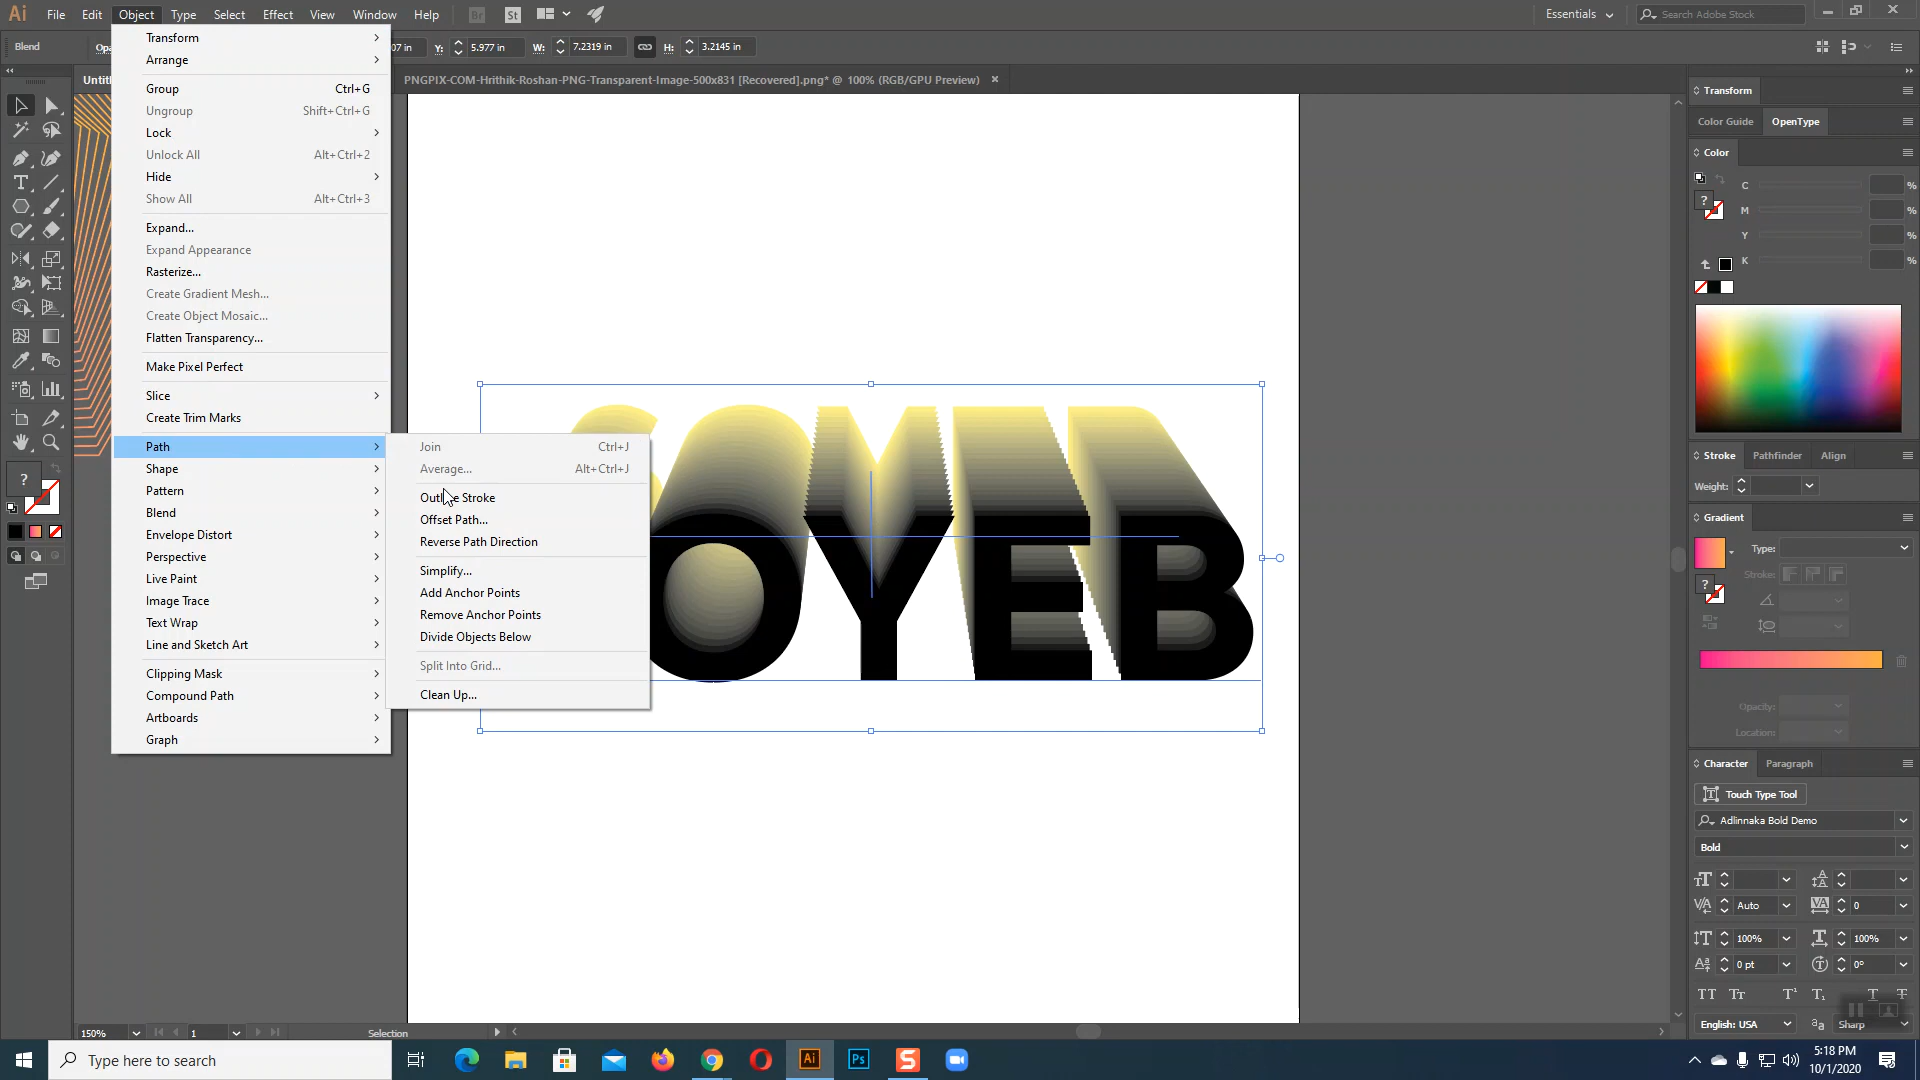 Ai File Edit Object Type Select Effect View Window Help Br St Essentials Search Adobe Stock
Blend 5.977 in W: 7.2319 in H: 3.2145 in
Y:
PNGPIX-COM-Hrithik-Roshan-PNG-Transparent-Image-500x831 [Recovered].png* @ 100% (RGB/GPU Preview)
Transform
Arrange
Group Ctrl+G
Ungroup Shift+Ctrl+G
Lock
Unlock All Alt+Ctrl+2
Hide
Show All Alt+Ctrl+3
Expand...
Expand Appearance
Rasterize...
Create Gradient Mesh...
Create Object Mosaic...
Flatten Transparency...
Make Pixel Perfect
Slice
Create Trim Marks
Path
Shape
Pattern
Blend
Envelope Distort
Perspective
Live Paint
Image Trace
Text Wrap
Line and Sketch Art
Clipping Mask
Compound Path
Artboards
Graph
Join Ctrl+J
Average... Alt+Ctrl+J
Outline Stroke
Offset Path...
Reverse Path Direction
Simplify...
Add Anchor Points
Remove Anchor Points
Divide Objects Below
Split Into Grid...
Clean Up...
OYEB
Transform
Color Guide OpenType
Color
C %
M %
Y %
K %
Stroke Pathfinder Align
Weight:
Gradient
Type:
Stroke:
Opacity:
Location:
Character Paragraph
Touch Type Tool
Adlinnaka Bold Demo
Bold
Auto 0
100% 100%
0 pt 0°
English: USA Sharp
150% 1 Selection
Type here to search Ai Ps S 5:18 PM
10/1/2020